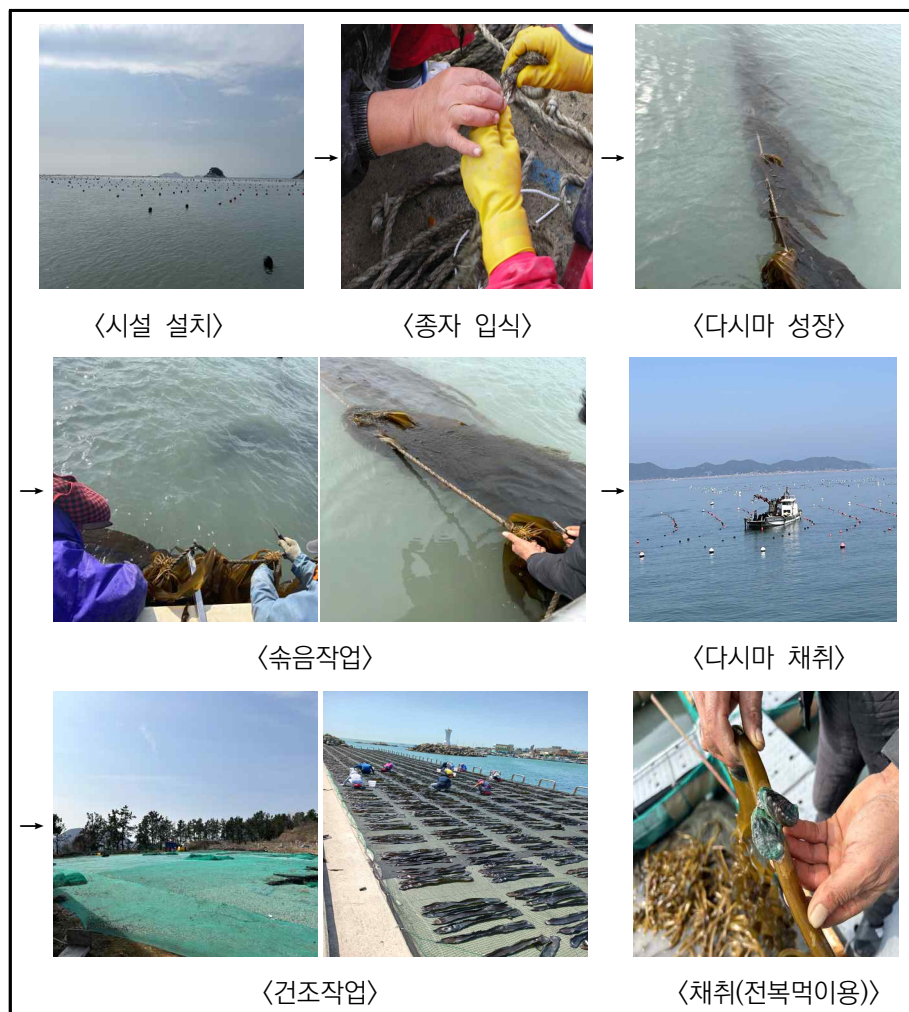 〈시설 설치〉
〈종자 입식〉
〈다시마 성장〉
〈솎음작업〉
〈다시마 채취〉
〈건조작업〉
〈채취(전복먹이용)〉